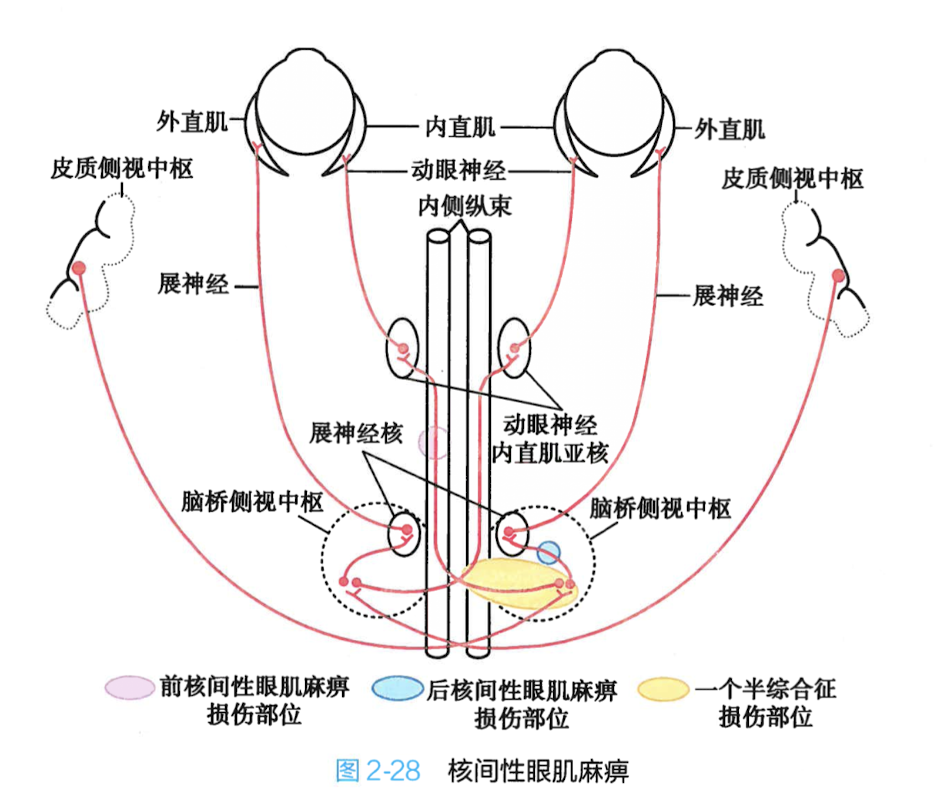 外直肌
内直肌
外直肌
皮质侧视中枢
动眼神经
皮质侧视中枢
内侧纵束
展神经
展神经
展神经核
动眼神经
内直肌亚核
脑桥侧视中枢
脑桥侧视中枢
前核间性眼肌麻痹
损伤部位
后核间性眼肌麻痹
损伤部位
一个半综合征
损伤部位
图2-28 核间性眼肌麻痹